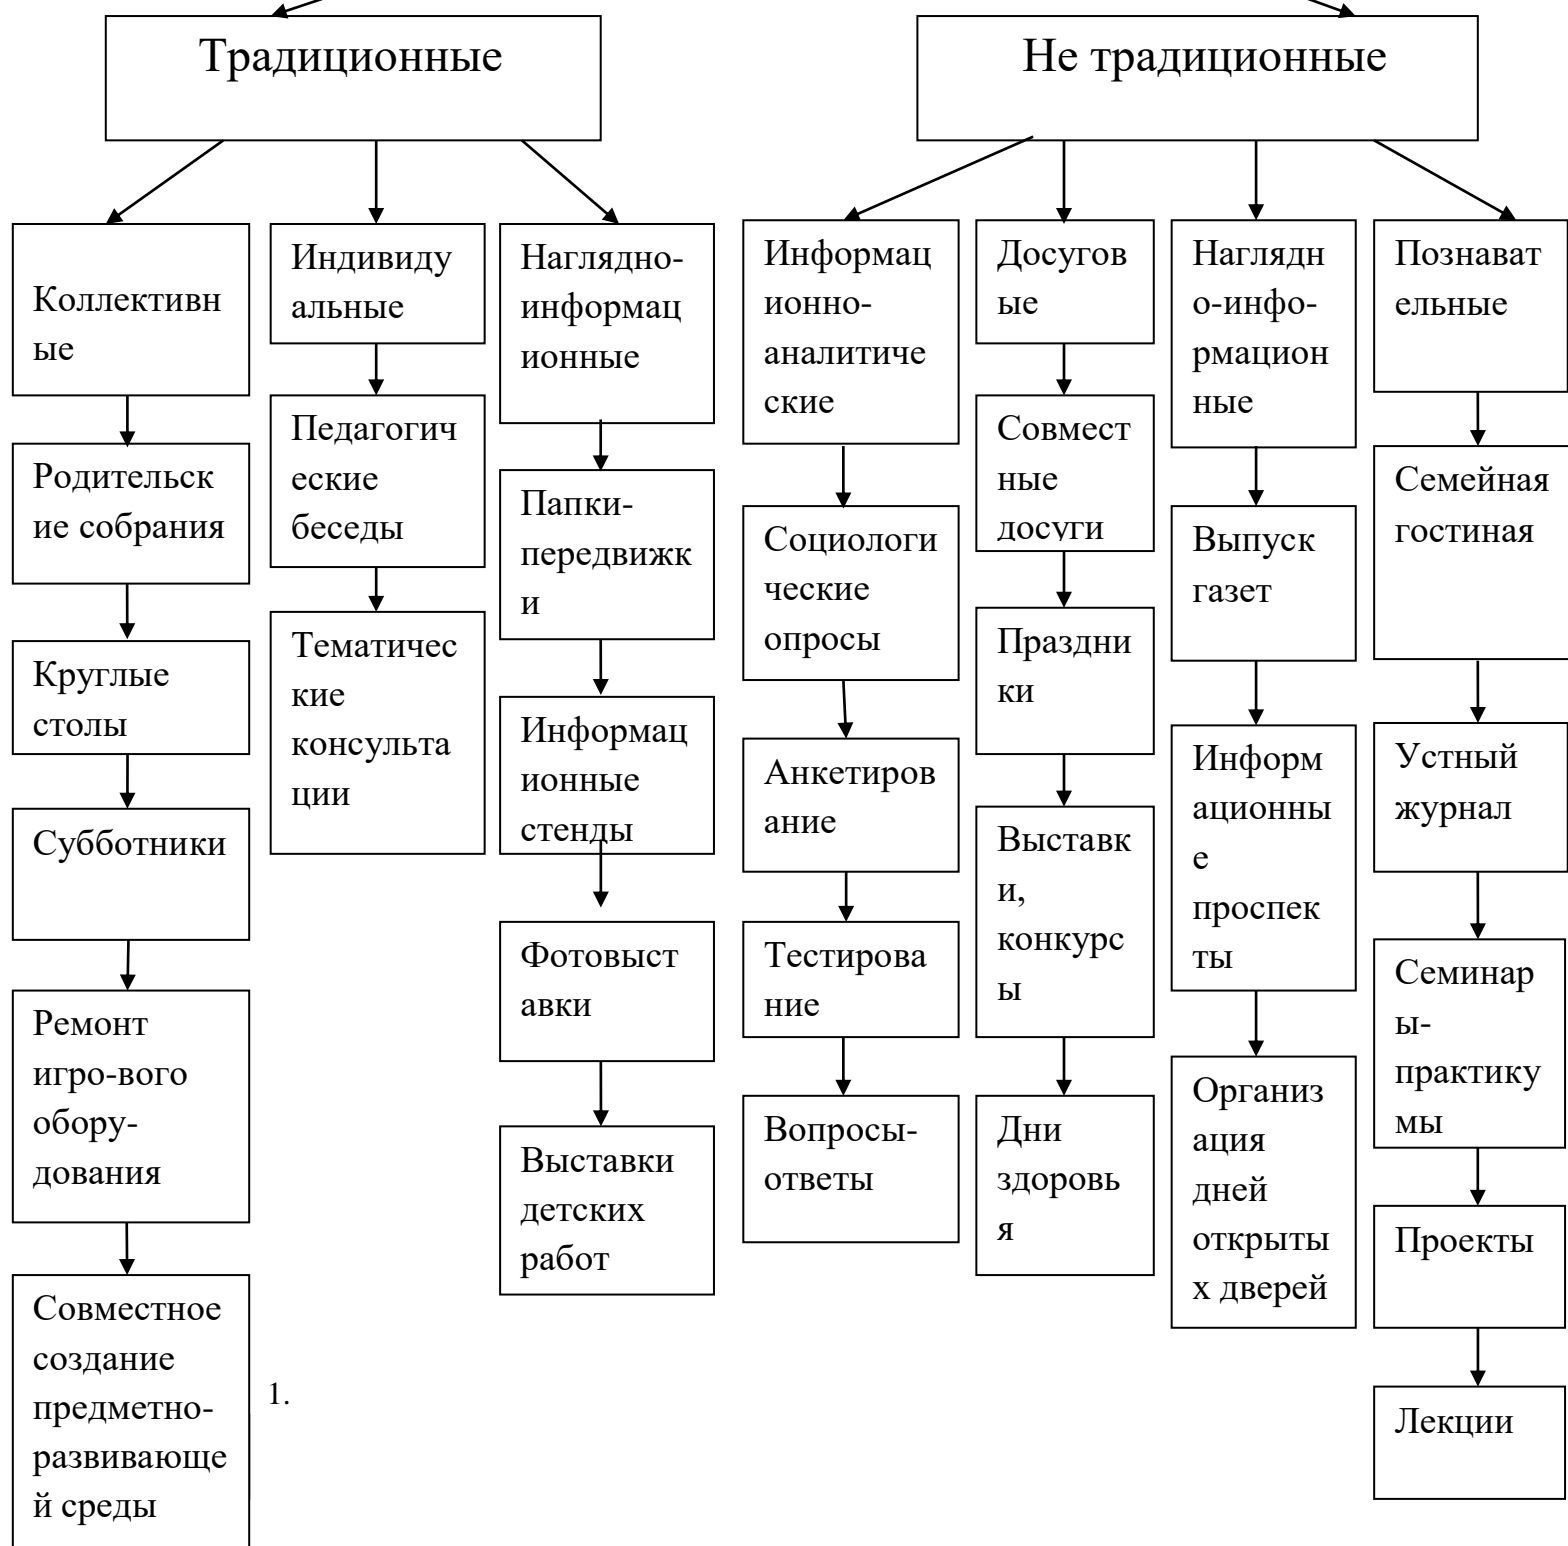 Традиционные
Не традиционные
Коллективн
ые
Родительск
ие собрания
Круглые
столы
Субботники
Ремонт
игро-вого
обору-
дования
Совместное
создание
предметно-
развивающе
й среды
Индивиду
альные
Педагогич
еские
беседы
Тематичес
кие
консульта
ции
Наглядно-
информац
ионные
Папки-
передвижк
и
Информац
ионные
стенды
Фотовыст
авки
Выставки
детских
работ
1.
Информац
ионно-
аналитиче
ские
Социологи
ческие
опросы
Анкетиров
ание
Тестирова
ние
Вопросы-
ответы
Досугов
ые
Совмест
ные
досуги
Праздни
ки
Выставк
и,
конкурс
ы
Дни
здоровь
я
Наглядн
о-инфо-
рмацион
ные
Выпуск
газет
Информ
ационны
е
проспек
ты
Организ
ация
дней
открыты
х дверей
Познават
ельные
Семейная
гостиная
Устный
журнал
Семинар
ы-
практику
мы
Проекты
Лекции